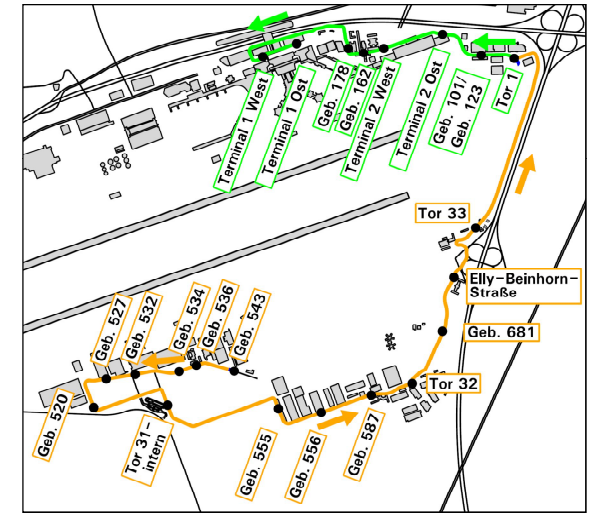 Terminal 1 West
Terminal 1 Ost
Geb. 178
Geb. 162
Terminal 2 West
Terminal 2 Ost
Geb. 101/
Geb. 123
Tor 1
Tor 33
Elly-Beinhorn-
Straße
Geb. 681
Tor 32
Geb. 527
Geb. 532
Geb. 534
Geb. 536
Geb. 543
Geb. 520
Tor 31-
intern
Geb. 555
Geb. 556
Geb. 587